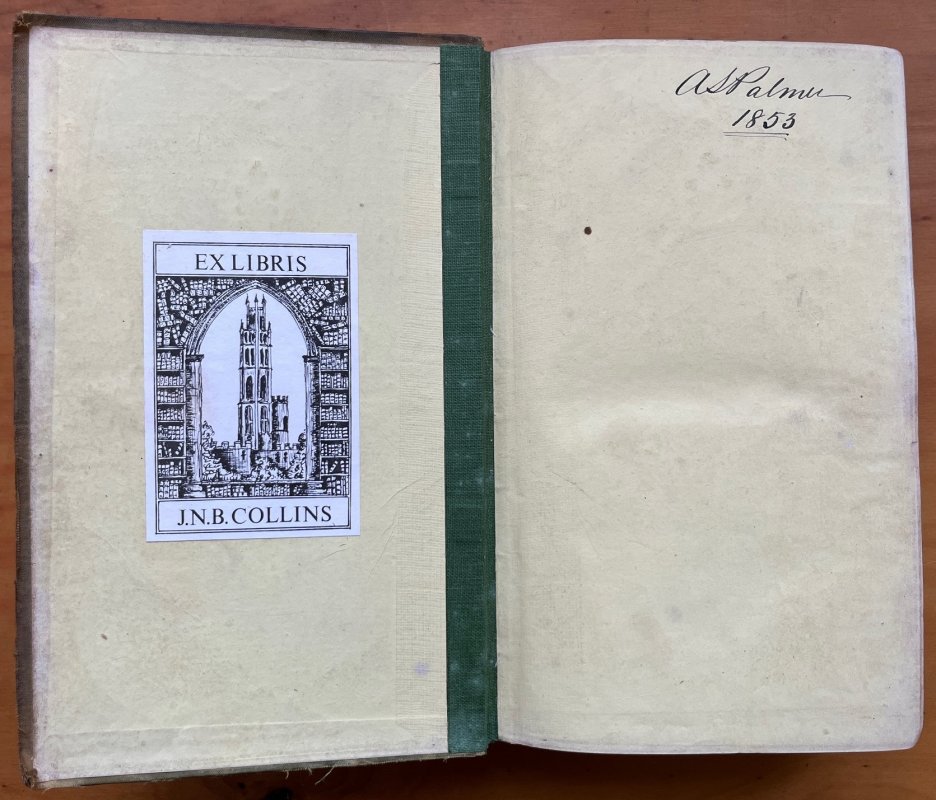 EX LIBRIS
J.N.B. COLLINS
A S Palmer
1853